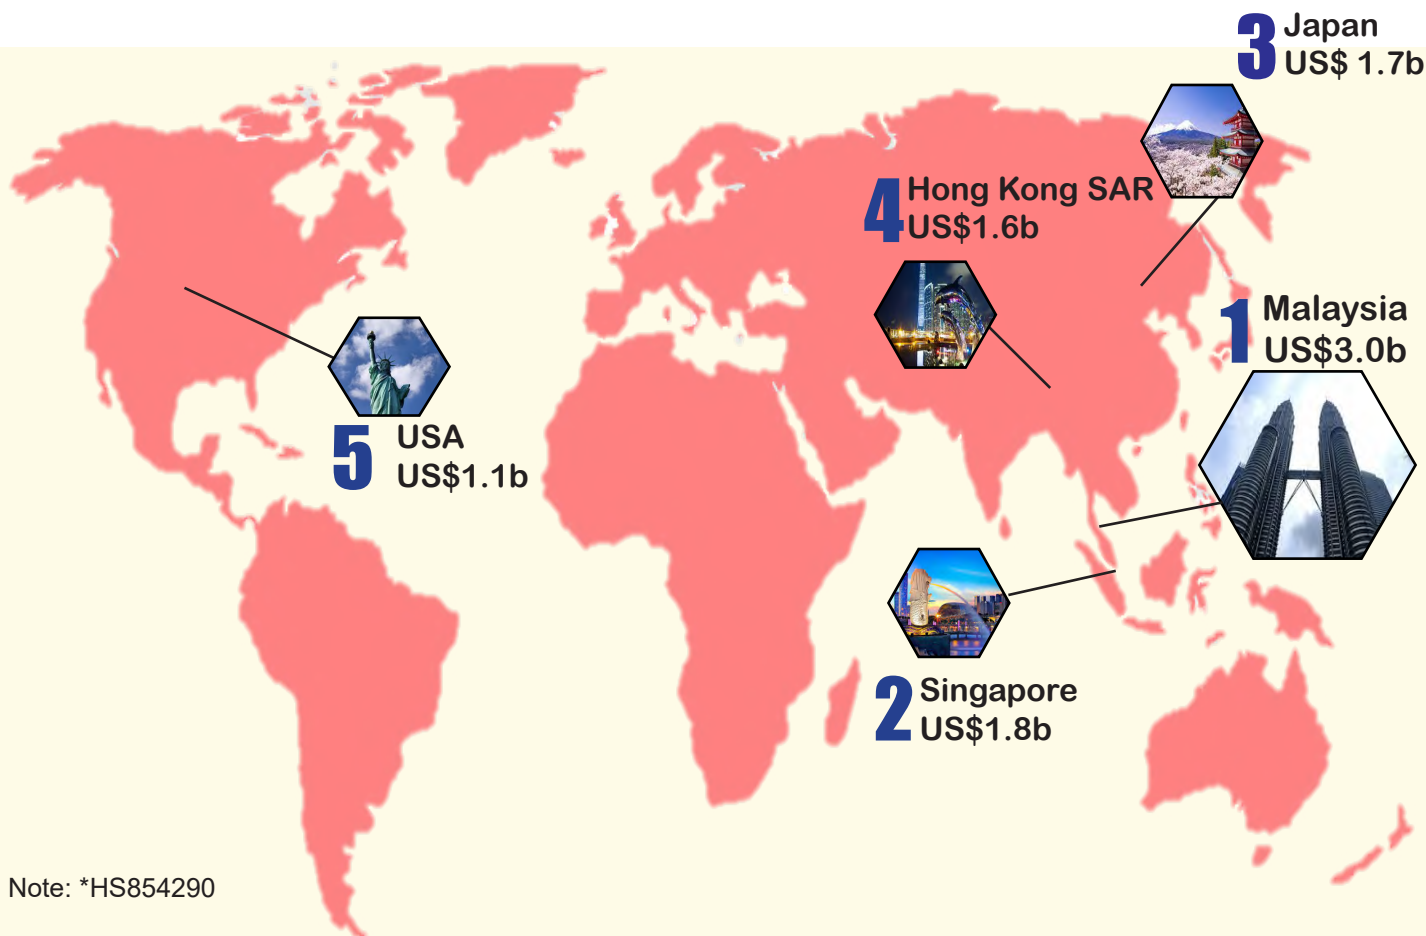 3 Japan
US$ 1.7b
4 Hong Kong SAR
US$1.6b
1 Malaysia
US$3.0b
5 USA
US$1.1b
2 Singapore
US$1.8b
Note: *HS854290